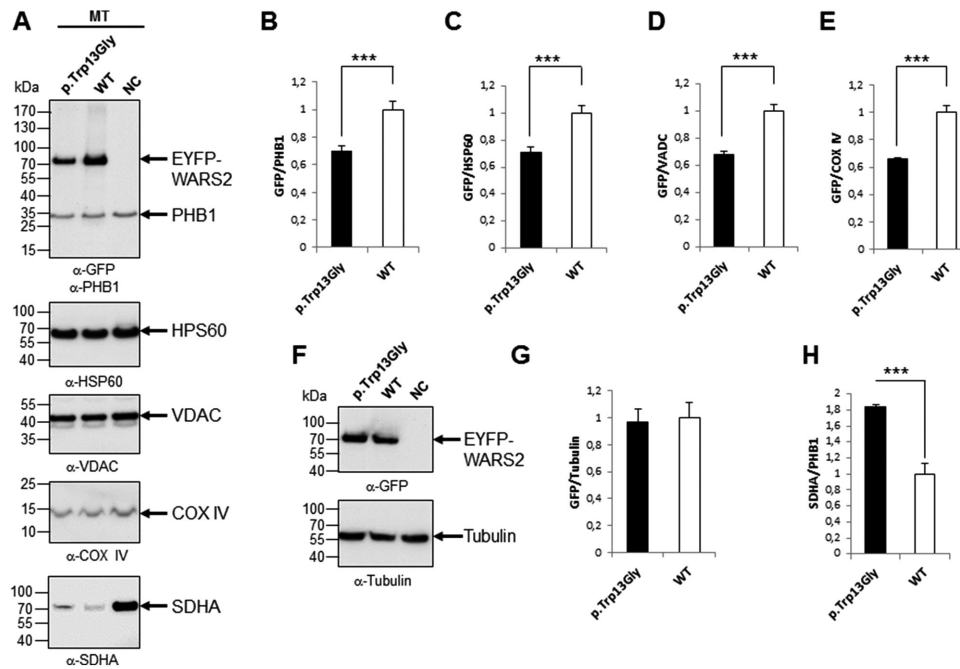 A
MT
p.Trp13Gly WT NC
kDa
170
130
100
70
55
40
35
25
15
EYFP-
WARS2
PHB1
α-GFP
α-PHB1
100
70
55
40
HPS60
α-HSP60
55
40
35
VDAC
α-VDAC
25
15
10
COX IV
α-COX IV
100
70
55
40
SDHA
α-SDHA
B
***
1,2
1
0,8
0,6
0,4
0,2
0
GFP/PHB1
p.Trp13Gly WT
C
***
1,2
1
0,8
0,6
0,4
0,2
0
GFP/HSP60
p.Trp13Gly WT
D
***
1,2
1
0,8
0,6
0,4
0,2
0
GFP/VADC
p.Trp13Gly WT
E
***
1,2
1
0,8
0,6
0,4
0,2
0
GFP/COX IV
p.Trp13Gly WT
F
p.Trp13Gly WT NC
kDa
100
70
55
40
EYFP-
WARS2
α-GFP
100
70
55
40
Tubulin
α-Tubulin
G
1,2
1
0,8
0,6
0,4
0,2
0
GFP/Tubulin
p.Trp13Gly WT
H
***
2
1,8
1,6
1,4
1,2
1
0,8
0,6
0,4
0,2
0
SDHA/PHB1
p.Trp13Gly WT